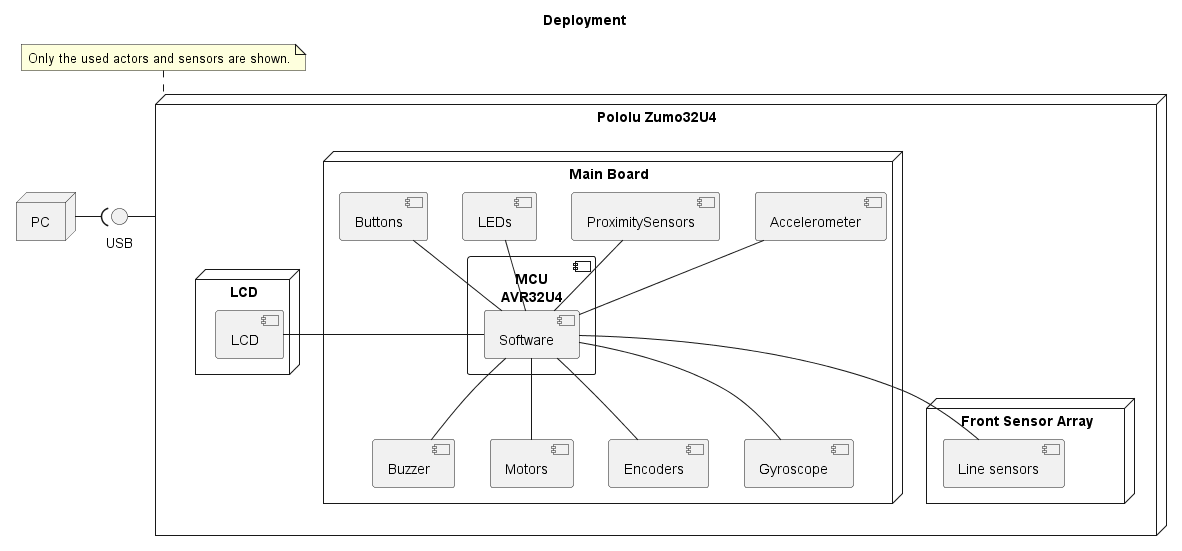 Deployment
Only the used actors and sensors are shown.
Pololu Zumo32U4
Main Board
Buttons
LEDs
ProximitySensors
Accelerometer
PC
USB
MCU
AVR32U4
LCD
LCD
Software
Front Sensor Array
Buzzer
Motors
Encoders
Gyroscope
Line sensors